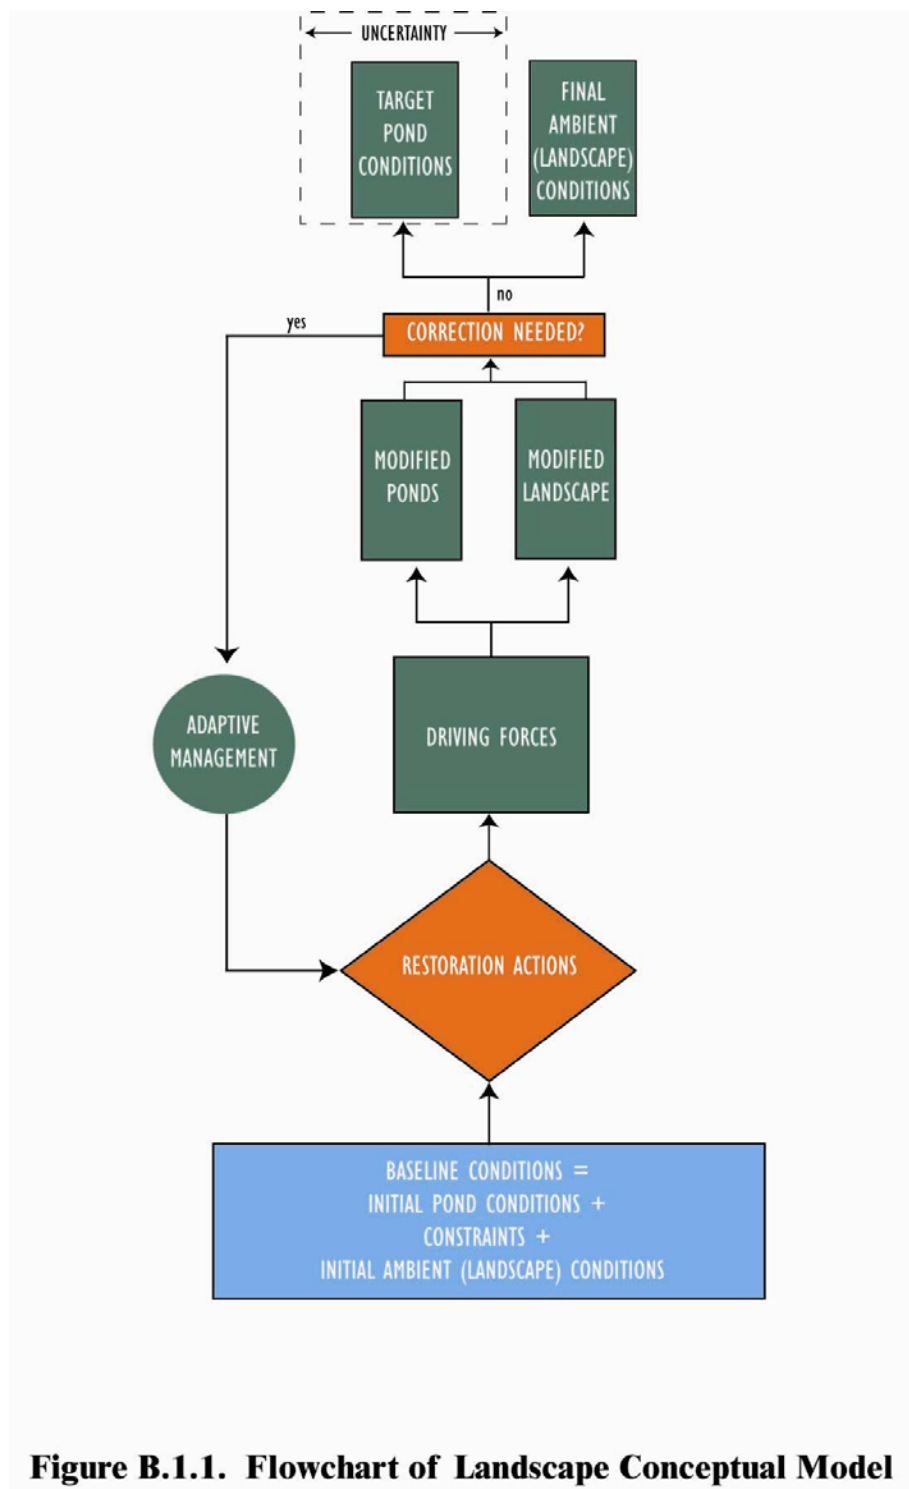 UNCERTAINTY
TARGET
POND
CONDITIONS
FINAL
AMBIENT
(LANDSCAPE)
CONDITIONS
no
yes
CORRECTION NEEDED?
MODIFIED
PONDS
MODIFIED
LANDSCAPE
ADAPTIVE
MANAGEMENT
DRIVING FORCES
RESTORATION ACTIONS
BASELINE CONDITIONS =
INITIAL POND CONDITIONS +
CONSTRAINTS +
INITIAL AMBIENT (LANDSCAPE) CONDITIONS
Figure B.1.1. Flowchart of Landscape Conceptual Model